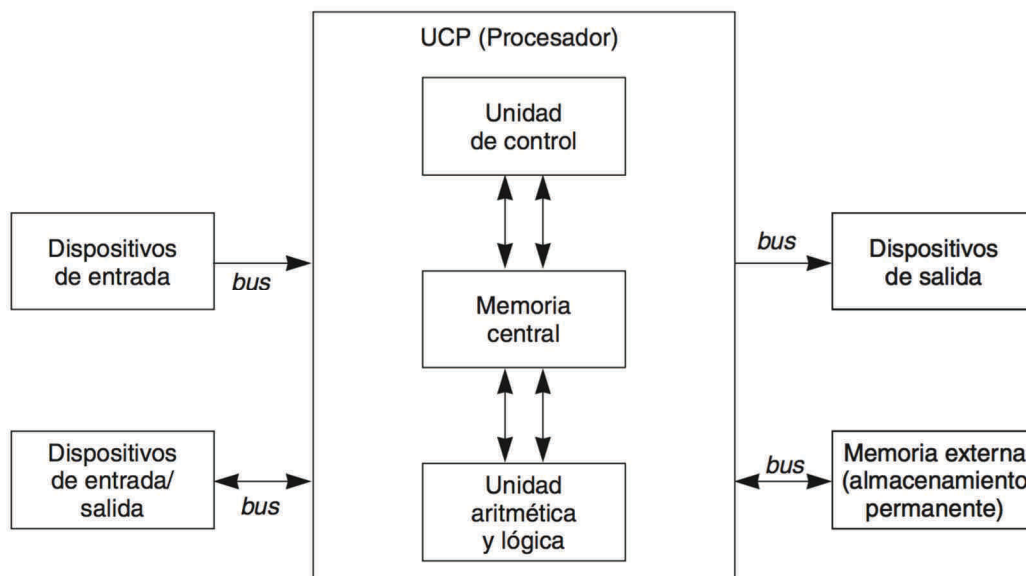 UCP (Procesador)
Unidad
de control
Dispositivos
de entrada
bus
Memoria
central
bus
Dispositivos
de salida
Dispositivos
de entrada/
salida
bus
Unidad
aritmética
y lógica
bus
Memoria externa
(almacenamiento
permanente)